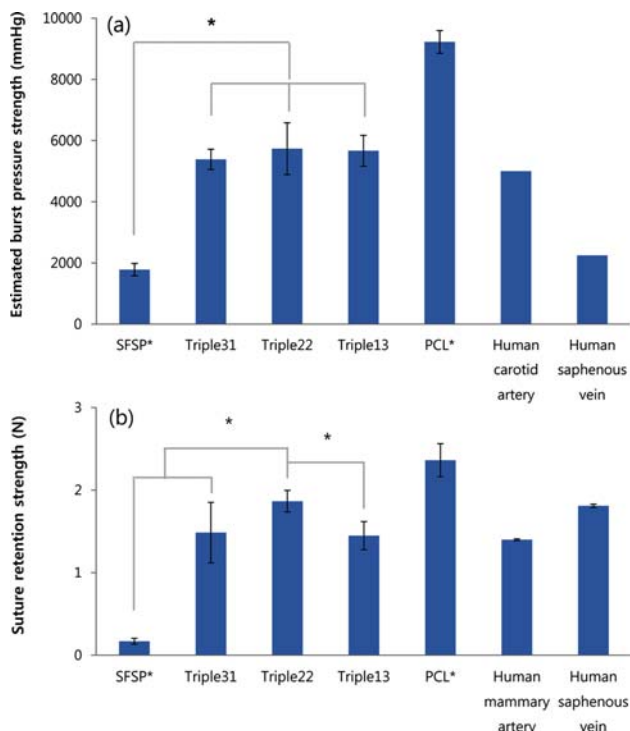 (a)
*
Estimated burst pressure strength (mmHg)
10000
8000
6000
4000
2000
0
SFSP* Triple31 Triple22 Triple13 PCL* Human carotid artery Human saphenous vein
(b)
*
*
Suture retention strength (N)
3
2
1
0
SFSP* Triple31 Triple22 Triple13 PCL* Human mammary artery Human saphenous vein